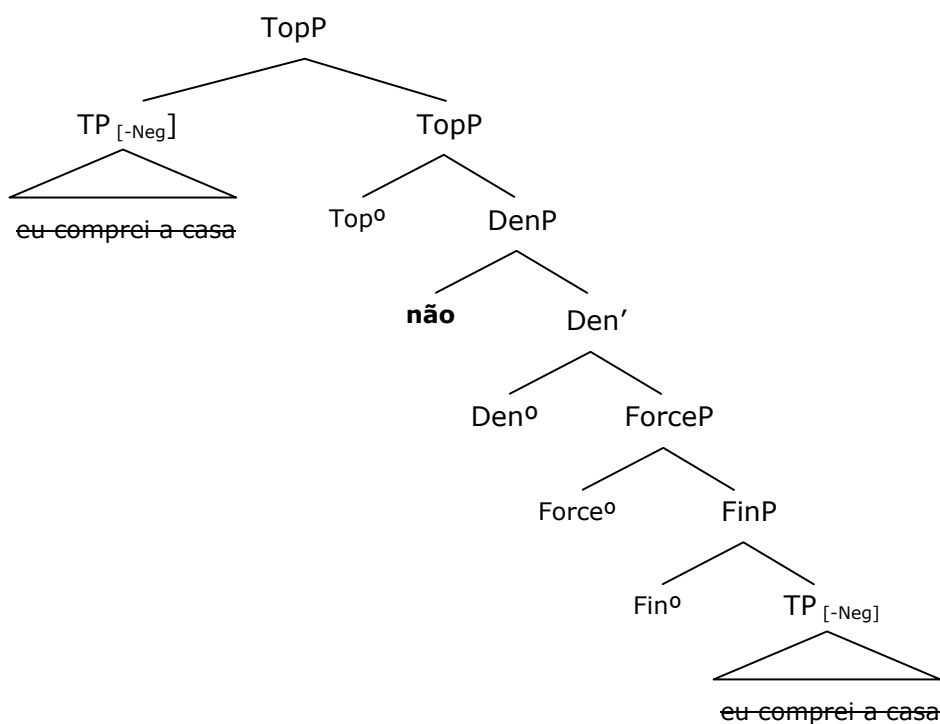 TopP
TP [-Neg] TopP
eu comprei a casa Topº DenP
não Den′
Denº ForceP
Forceº FinP
Finº TP [-Neg]
eu comprei a casa